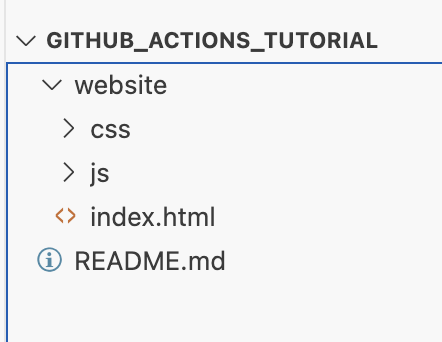 GITHUB_ACTIONS_TUTORIAL
website
css
js
index.html
README.md